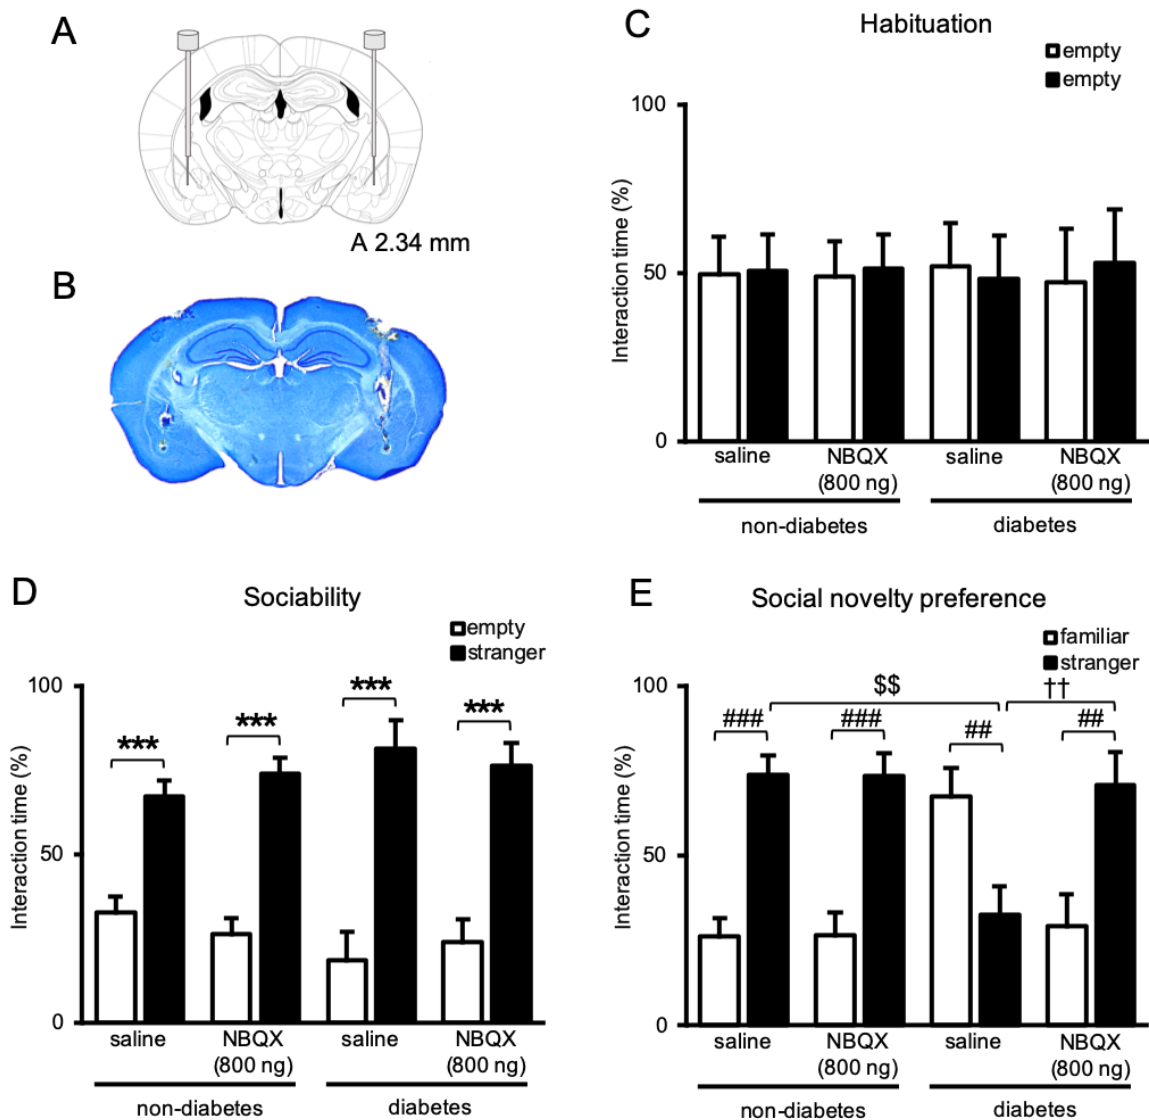 A
A 2.34 mm
B
C
Habituation
empty
empty
Interaction time (%)
100
50
0
saline
NBQX
(800 ng)
saline
NBQX
(800 ng)
non-diabetes
diabetes
D
Sociability
empty
stranger
Interaction time (%)
100
50
0
***
***
***
***
saline
NBQX
(800 ng)
saline
NBQX
(800 ng)
non-diabetes
diabetes
E
Social novelty preference
familiar
stranger
Interaction time (%)
100
50
0
$$
††
###
###
##
##
saline
NBQX
(800 ng)
saline
NBQX
(800 ng)
non-diabetes
diabetes